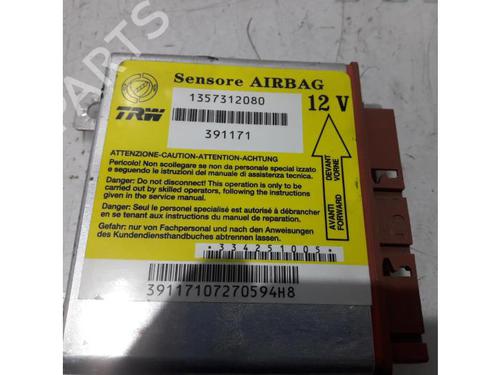 Sensore AIRBAG
TRW
1357312080
12 V
391171
ATTENZIONE-CAUTION-ATTENTION-ACHTUNG
Pericolo! Non scollegare se non da personale special izzato
e seguendo le istruzioni del manuale di assistenza tecnica.
Danger: Do not disconnect! This operation is only to be
carried out by skilled operators, following the instructions
given in the service manual.
Danger: Seul le personnel spécialisé est autorisé à débrancher
en se tenant aux instructions du manuel de reparation.
Gefahr: nur von Fachpersonal und nach den Anweisungen
des Kundendiensthandbuches abtrennen lassen.
AVANTI DEVANT
FORWARD VORNE
*334251005*
39117107270594H8